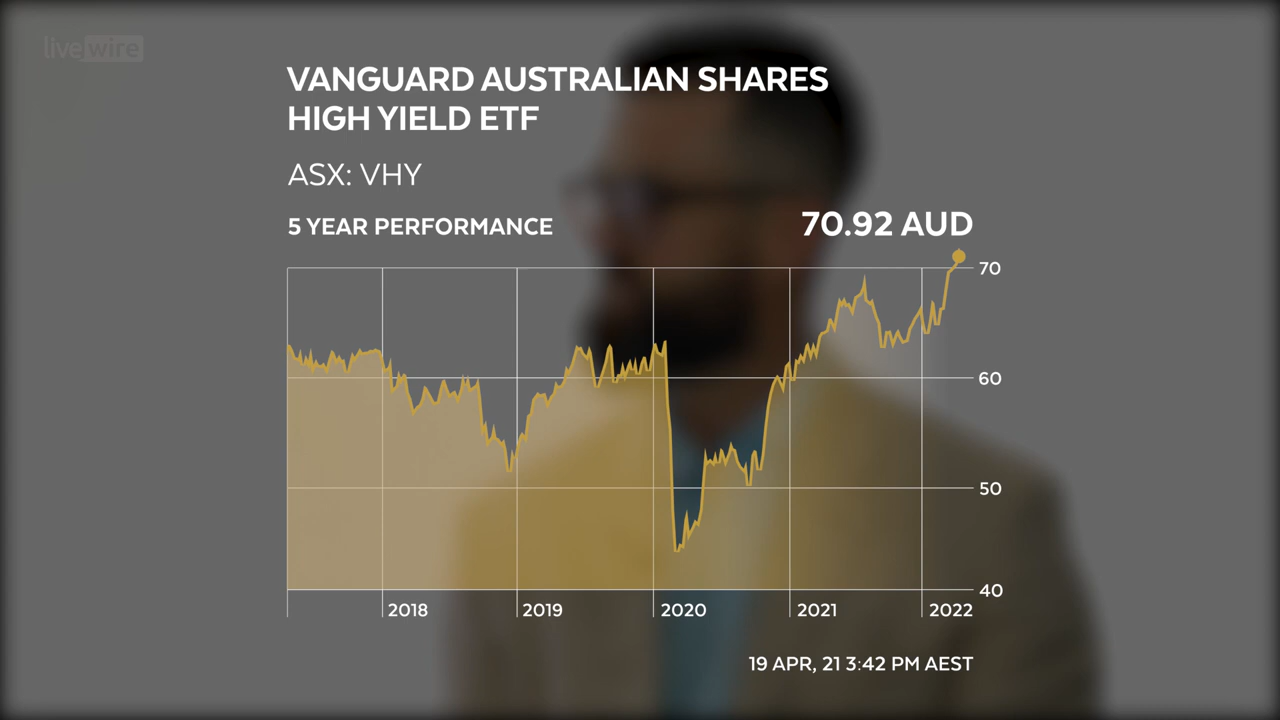 livewire
VANGUARD AUSTRALIAN SHARES
HIGH YIELD ETF
ASX: VHY
5 YEAR PERFORMANCE
70.92 AUD
70
60
50
40
2018 2019 2020 2021 2022
19 APR, 21 3:42 PM AEST